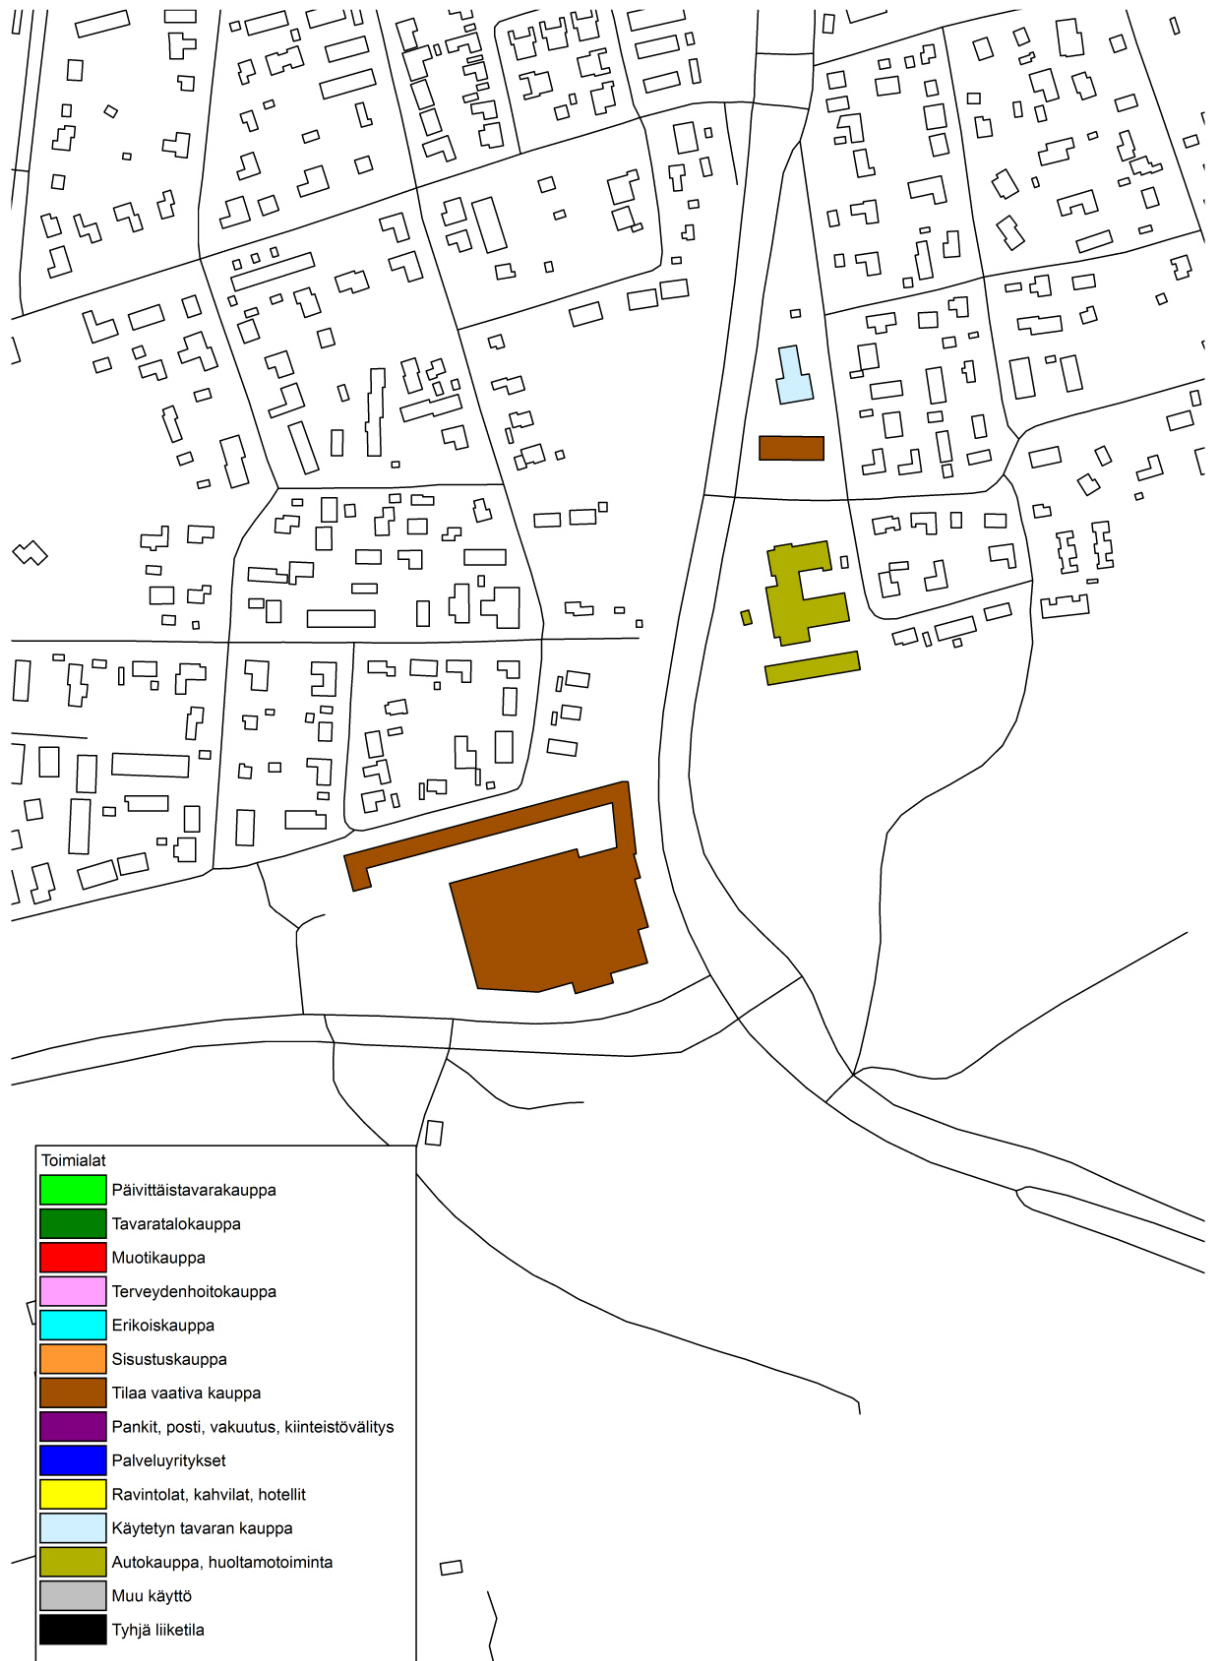 Toimialat
Päivittäistavarakauppa
Tavaratalokauppa
Muotikauppa
Terveydenhoitokauppa
Erikoiskauppa
Sisustuskauppa
Tilaa vaativa kauppa
Pankit, posti, vakuutus, kiinteistövälitys
Palveluyritykset
Ravintolat, kahvilat, hotellit
Käytetyn tavaran kauppa
Autokauppa, huoltamotoiminta
Muu käyttö
Tyhjä liiketila